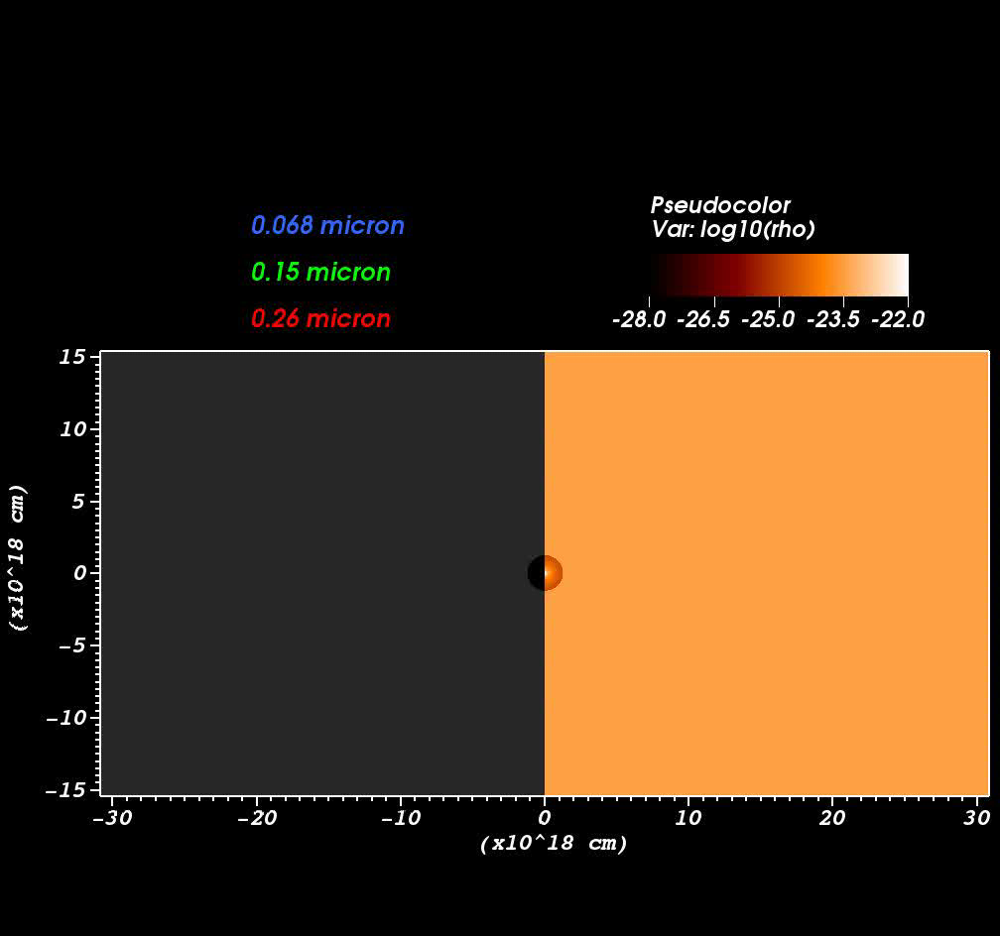 0.068 micron
0.15 micron
0.26 micron
Pseudocolor
Var: log10(rho)
-28.0 -26.5 -25.0 -23.5 -22.0
15
10
5
0
-5
-10
-15
(x10^18 cm)
-30 -20 -10 0 10 20 30
(x10^18 cm)